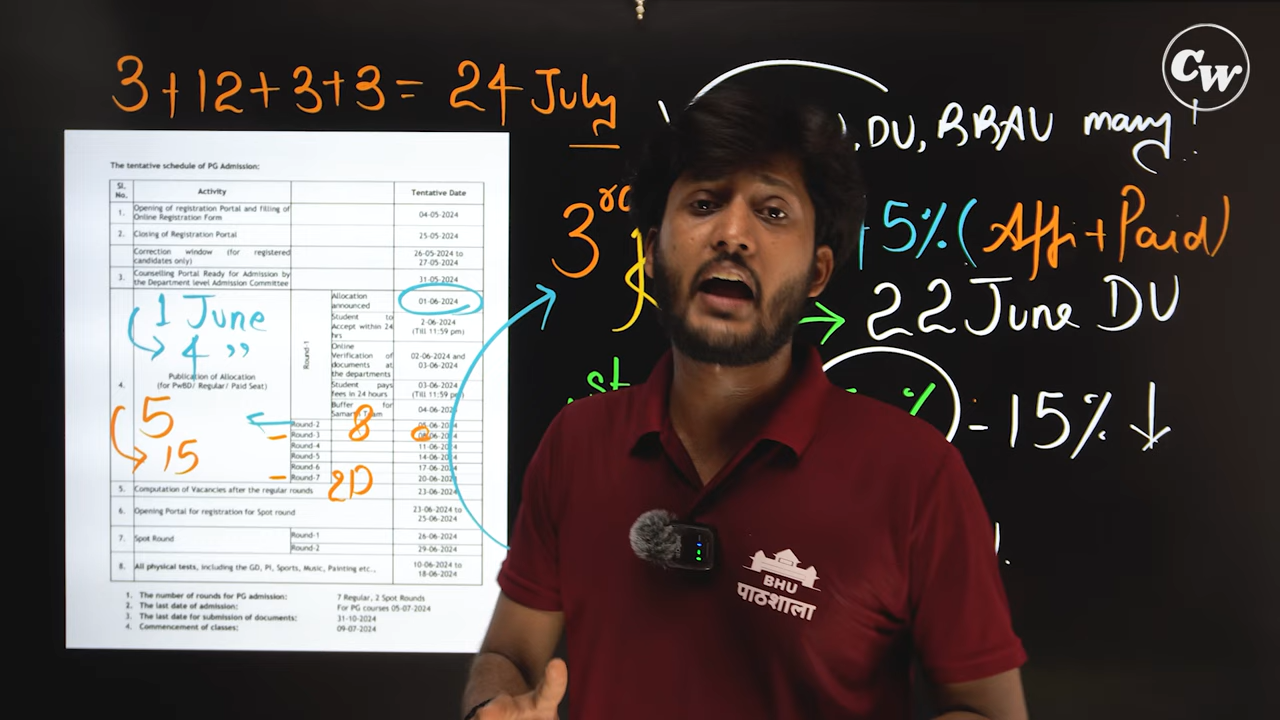 CW
3+12+3+3= 24 July
, DU, BBAU many!
3rd
+5% ( Affi + Paid )
→ 22 June DU
st
%
= 15% ↓
The tentative schedule of PG Admission:
Sl. No. Activity Tentative Date
1. Opening of registration Portal and filling of Online Registration Form 04-05-2024
2. Closing of Registration Portal 25-05-2024
Correction window (for registered candidates only) 26-05-2024 to 27-05-2024
3. Counselling Portal Ready for Admission by the Department level Admission Committee 31-05-2024
4. Publication of Allocation (for PwBD/ Regular/ Paid Seat)
Round-1
Allocation announced 01-06-2024
Student to Accept within 24 hrs 2-06-2024 (Till 11:59 pm)
Online Verification of documents at the departments 02-06-2024 and 03-06-2024
Student pays fees in 24 hours 03-06-2024 (Till 11:59 pm)
Buffer for Samarth Team 04-06-202
Round-2 05-06-2024
Round-3 -06-2024
Round-4 11-06-2024
Round-5 14-06-2024
Round-6 17-06-2024
Round-7 20-06-2024
5. Computation of Vacancies after the regular rounds 23-06-2024
6. Opening Portal for registration for Spot round 23-06-2024 to 25-06-2024
7. Spot Round Round-1 26-06-2024
Round-2 29-06-2024
8. All physical tests, including the GD, PI, Sports, Music, Painting etc., 10-06-2024 to 18-06-2024
1. The number of rounds for PG admission: 7 Regular, 2 Spot Rounds
2. The last date of admission: For PG courses 05-07-2024
3. The last date for submission of documents: 31-10-2024
4. Commencement of classes: 09-07-2024
1 June
→ 4 ,,
5
→ 15
8
20
BHU
पाठशाला